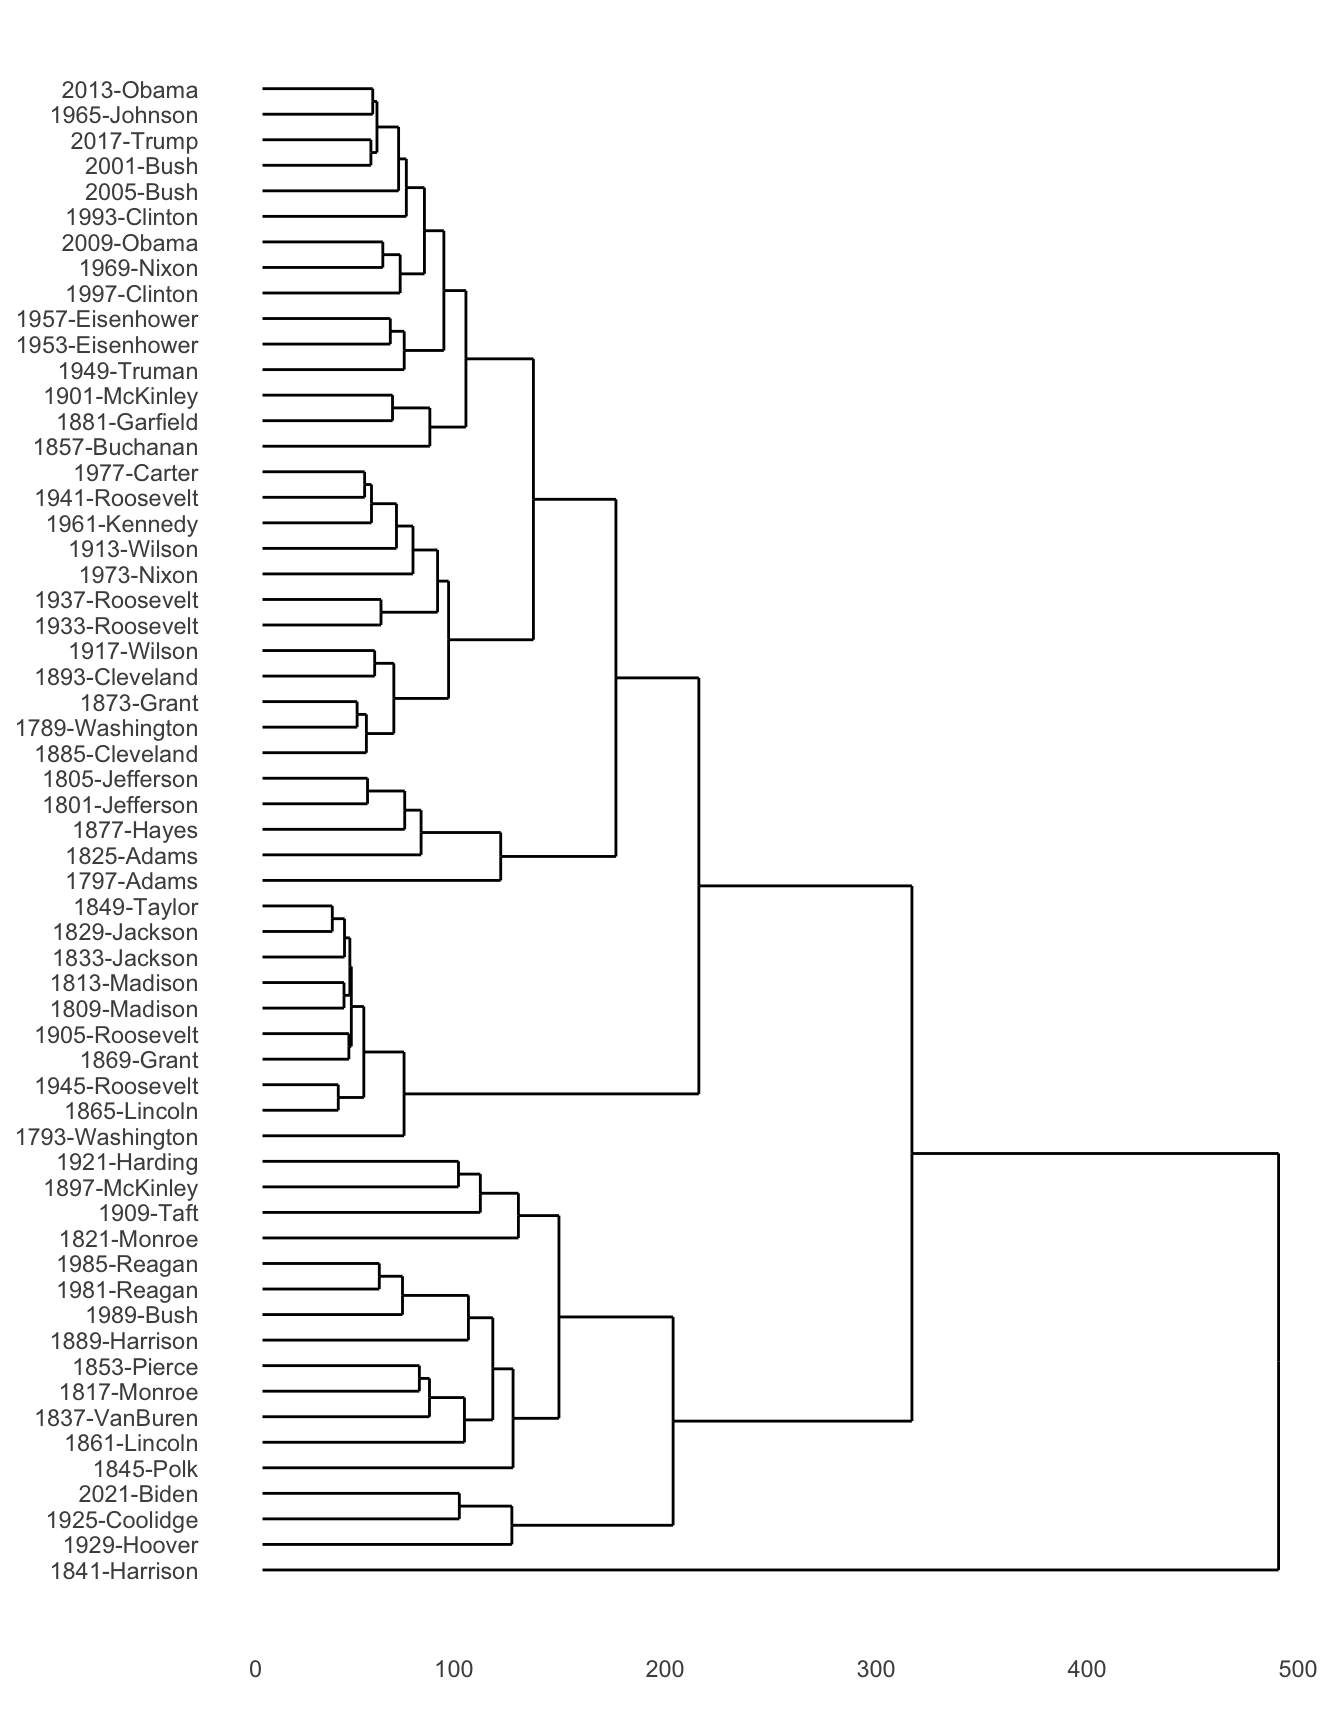 2013-Obama
1965-Johnson
2017-Trump
2001-Bush
2005-Bush
1993-Clinton
2009-Obama
1969-Nixon
1997-Clinton
1957-Eisenhower
1953-Eisenhower
1949-Truman
1901-McKinley
1881-Garfield
1857-Buchanan
1977-Carter
1941-Roosevelt
1961-Kennedy
1913-Wilson
1973-Nixon
1937-Roosevelt
1933-Roosevelt
1917-Wilson
1893-Cleveland
1873-Grant
1789-Washington
1885-Cleveland
1805-Jefferson
1801-Jefferson
1877-Hayes
1825-Adams
1797-Adams
1849-Taylor
1829-Jackson
1833-Jackson
1813-Madison
1809-Madison
1905-Roosevelt
1869-Grant
1945-Roosevelt
1865-Lincoln
1793-Washington
1921-Harding
1897-McKinley
1909-Taft
1821-Monroe
1985-Reagan
1981-Reagan
1989-Bush
1889-Harrison
1853-Pierce
1817-Monroe
1837-VanBuren
1861-Lincoln
1845-Polk
2021-Biden
1925-Coolidge
1929-Hoover
1841-Harrison
0 100 200 300 400 500